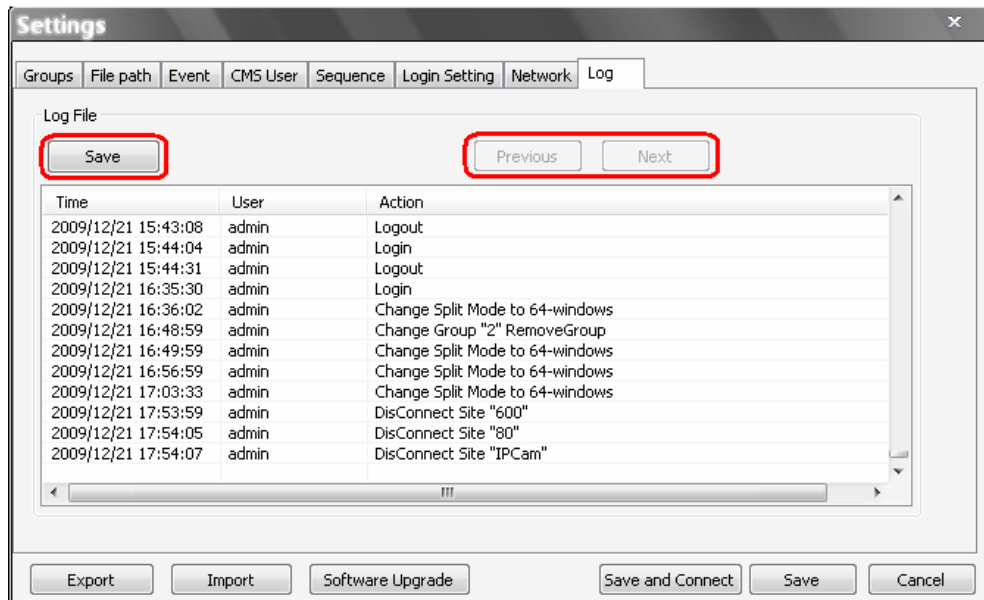 Settings
Groups File path Event CMS User Sequence Login Setting Network Log
Log File
Save Previous Next
Time User Action
2009/12/21 15:43:08 admin Logout
2009/12/21 15:44:04 admin Login
2009/12/21 15:44:31 admin Logout
2009/12/21 16:35:30 admin Login
2009/12/21 16:36:02 admin Change Split Mode to 64-windows
2009/12/21 16:48:59 admin Change Group "2" RemoveGroup
2009/12/21 16:49:59 admin Change Split Mode to 64-windows
2009/12/21 16:56:59 admin Change Split Mode to 64-windows
2009/12/21 17:03:33 admin Change Split Mode to 64-windows
2009/12/21 17:53:59 admin DisConnect Site "600"
2009/12/21 17:54:05 admin DisConnect Site "80"
2009/12/21 17:54:07 admin DisConnect Site "IPCam"
Export Import Software Upgrade Save and Connect Save Cancel